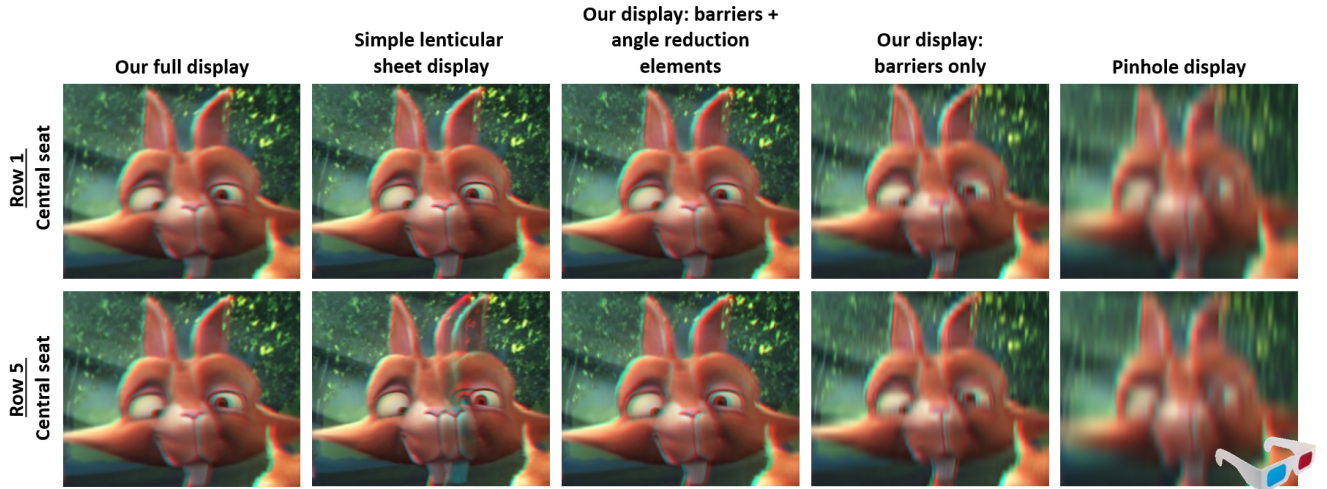 Our full display
Simple lenticular
sheet display
Our display: barriers +
angle reduction
elements
Our display:
barriers only
Pinhole display
Row 1
Central seat
Row 5
Central seat